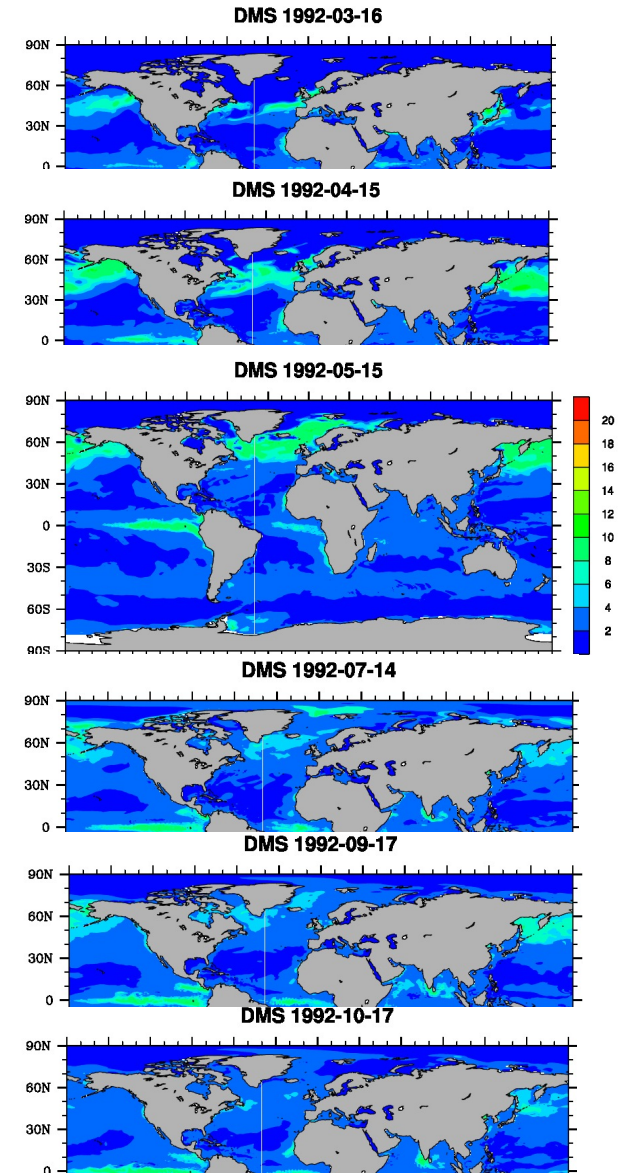 DMS 1992-03-16
90N
60N
30N
0
DMS 1992-04-15
90N
60N
30N
0
DMS 1992-05-15
90N
60N
30N
0
30S
60S
90S
20
18
16
14
12
10
8
6
4
2
DMS 1992-07-14
90N
60N
30N
0
DMS 1992-09-17
90N
60N
30N
0
DMS 1992-10-17
90N
60N
30N
0